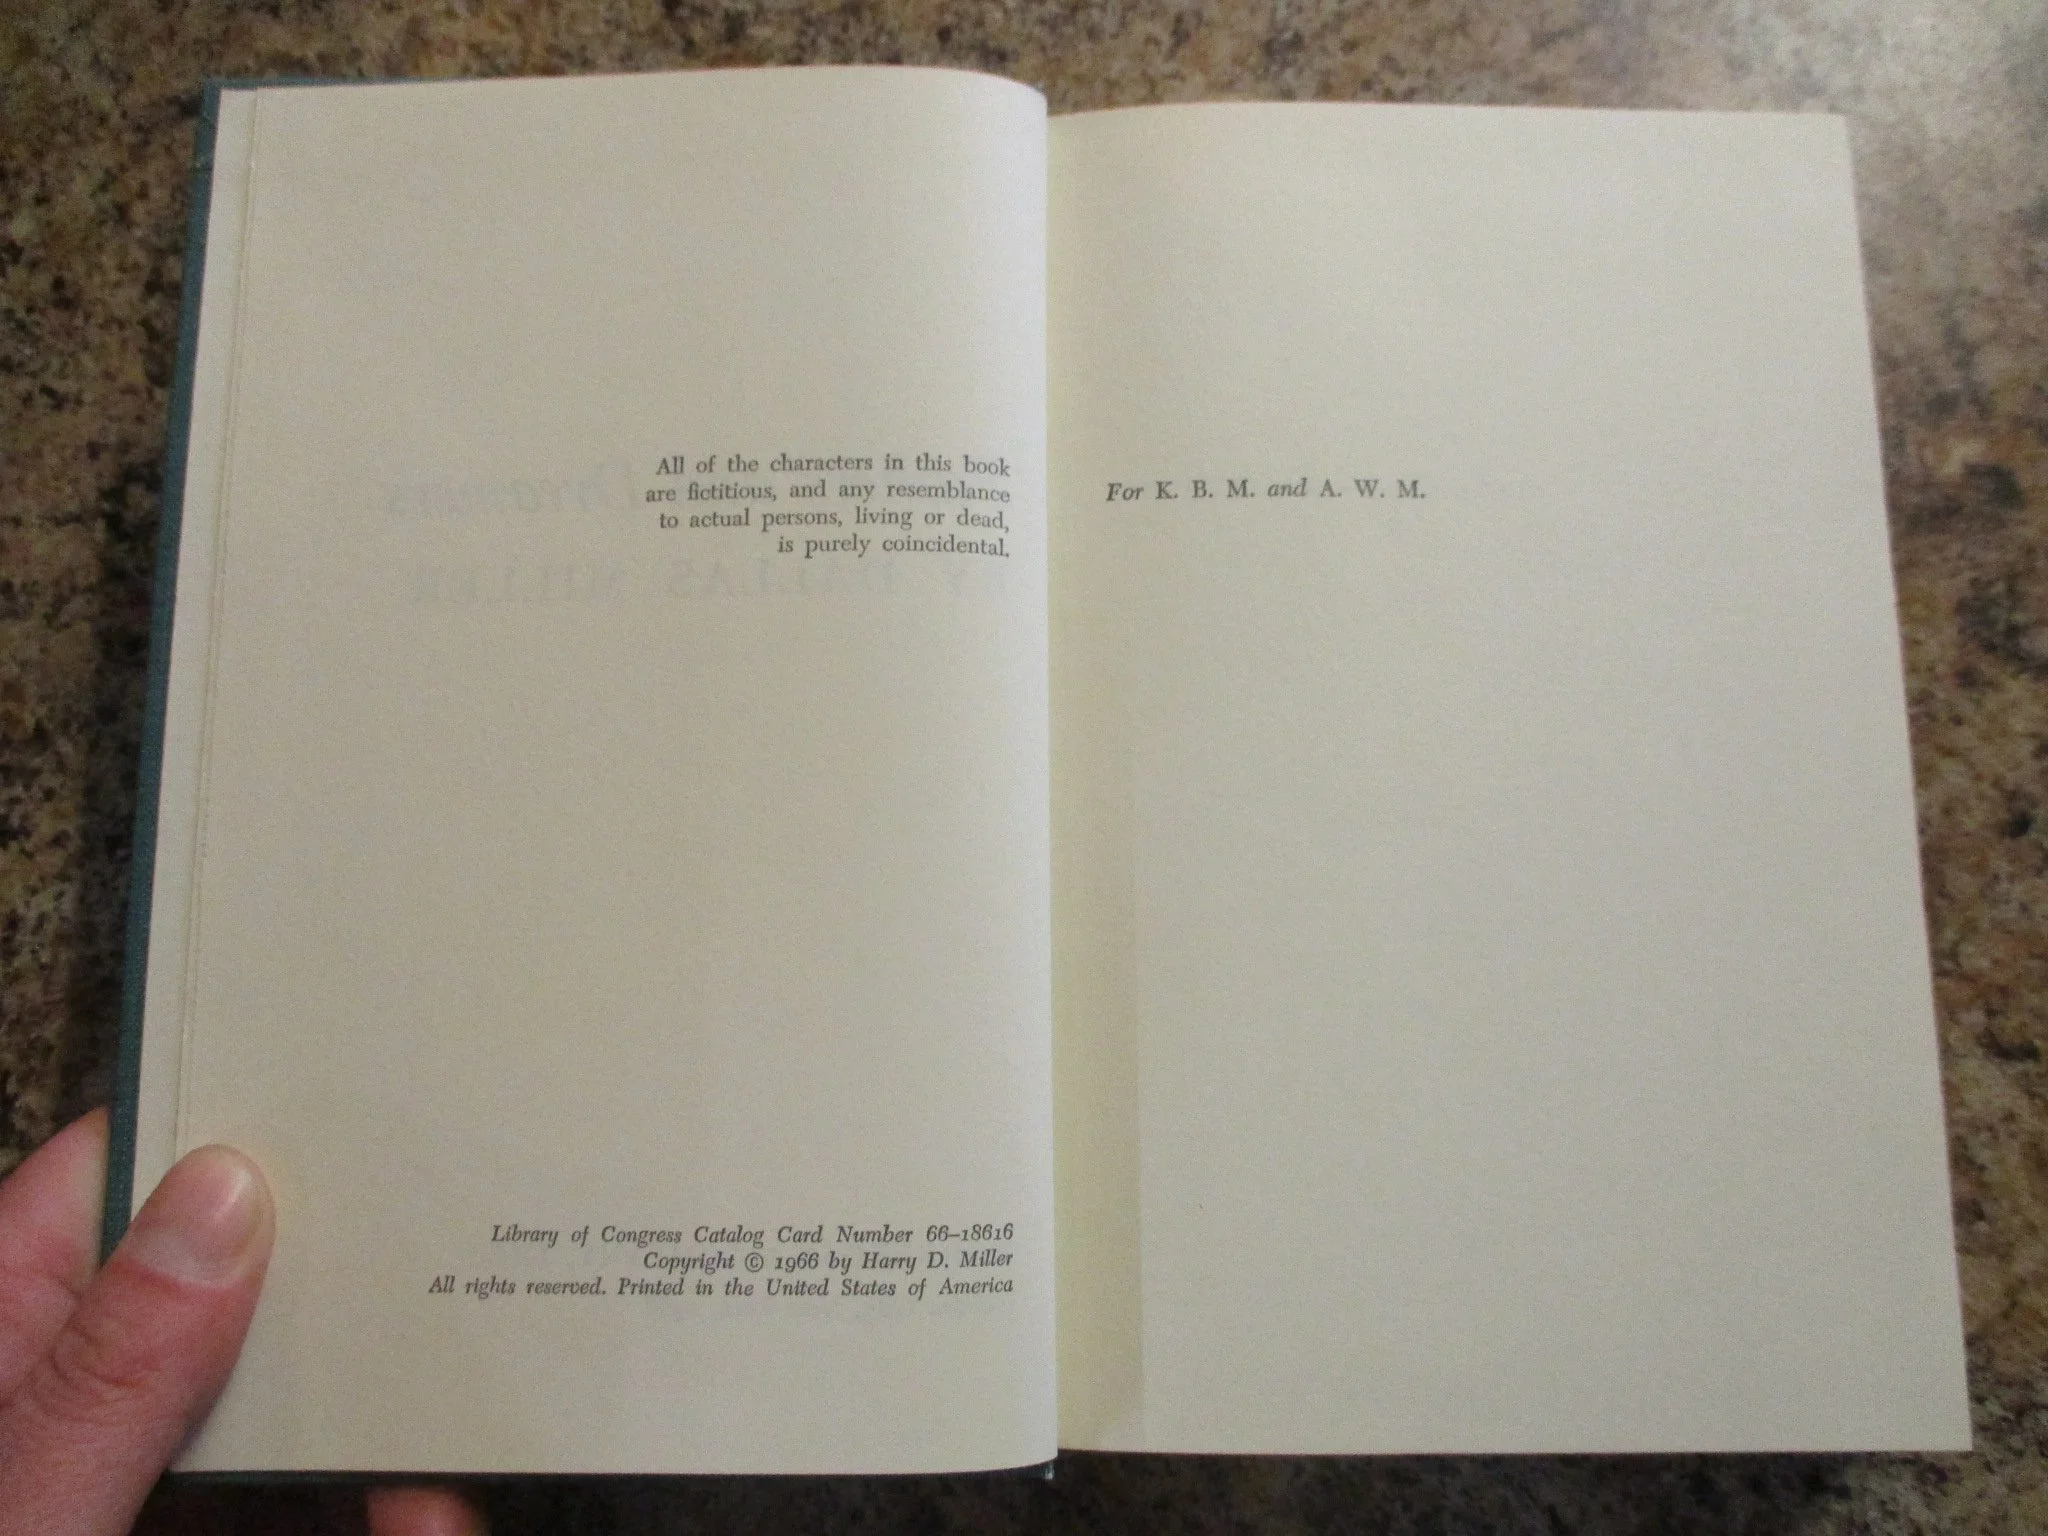 All of the characters in this book
are fictitious, and any resemblance
to actual persons, living or dead,
is purely coincidental.
Library of Congress Catalog Card Number 66–18616
Copyright © 1966 by Harry D. Miller
All rights reserved. Printed in the United States of America
For K. B. M. and A. W. M.